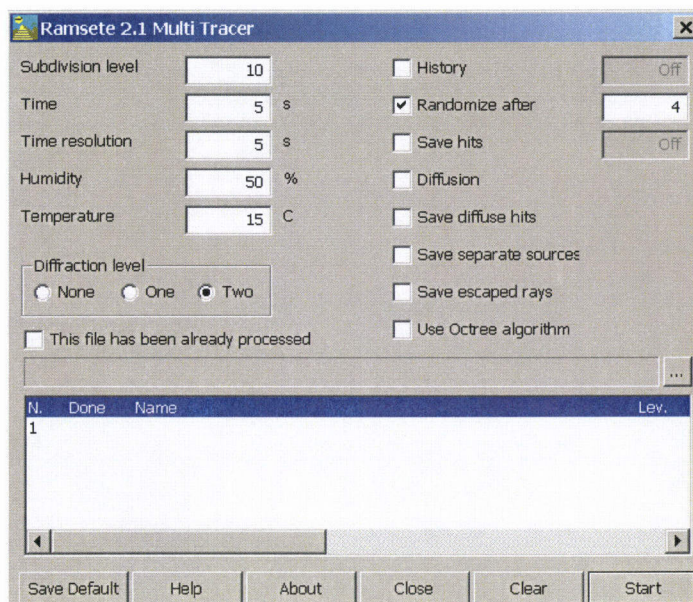 Ramsete 2.1 Multi Tracer
Subdivision level 10
Time 5 s
Time resolution 5 s
Humidity 50 %
Temperature 15 C
Diffraction level
None One Two
This file has been already processed
History Off
Randomize after 4
Save hits Off
Diffusion
Save diffuse hits
Save separate sources
Save escaped rays
Use Octree algorithm
...
N. Done Name Lev.
1
Save Default Help About Close Clear Start